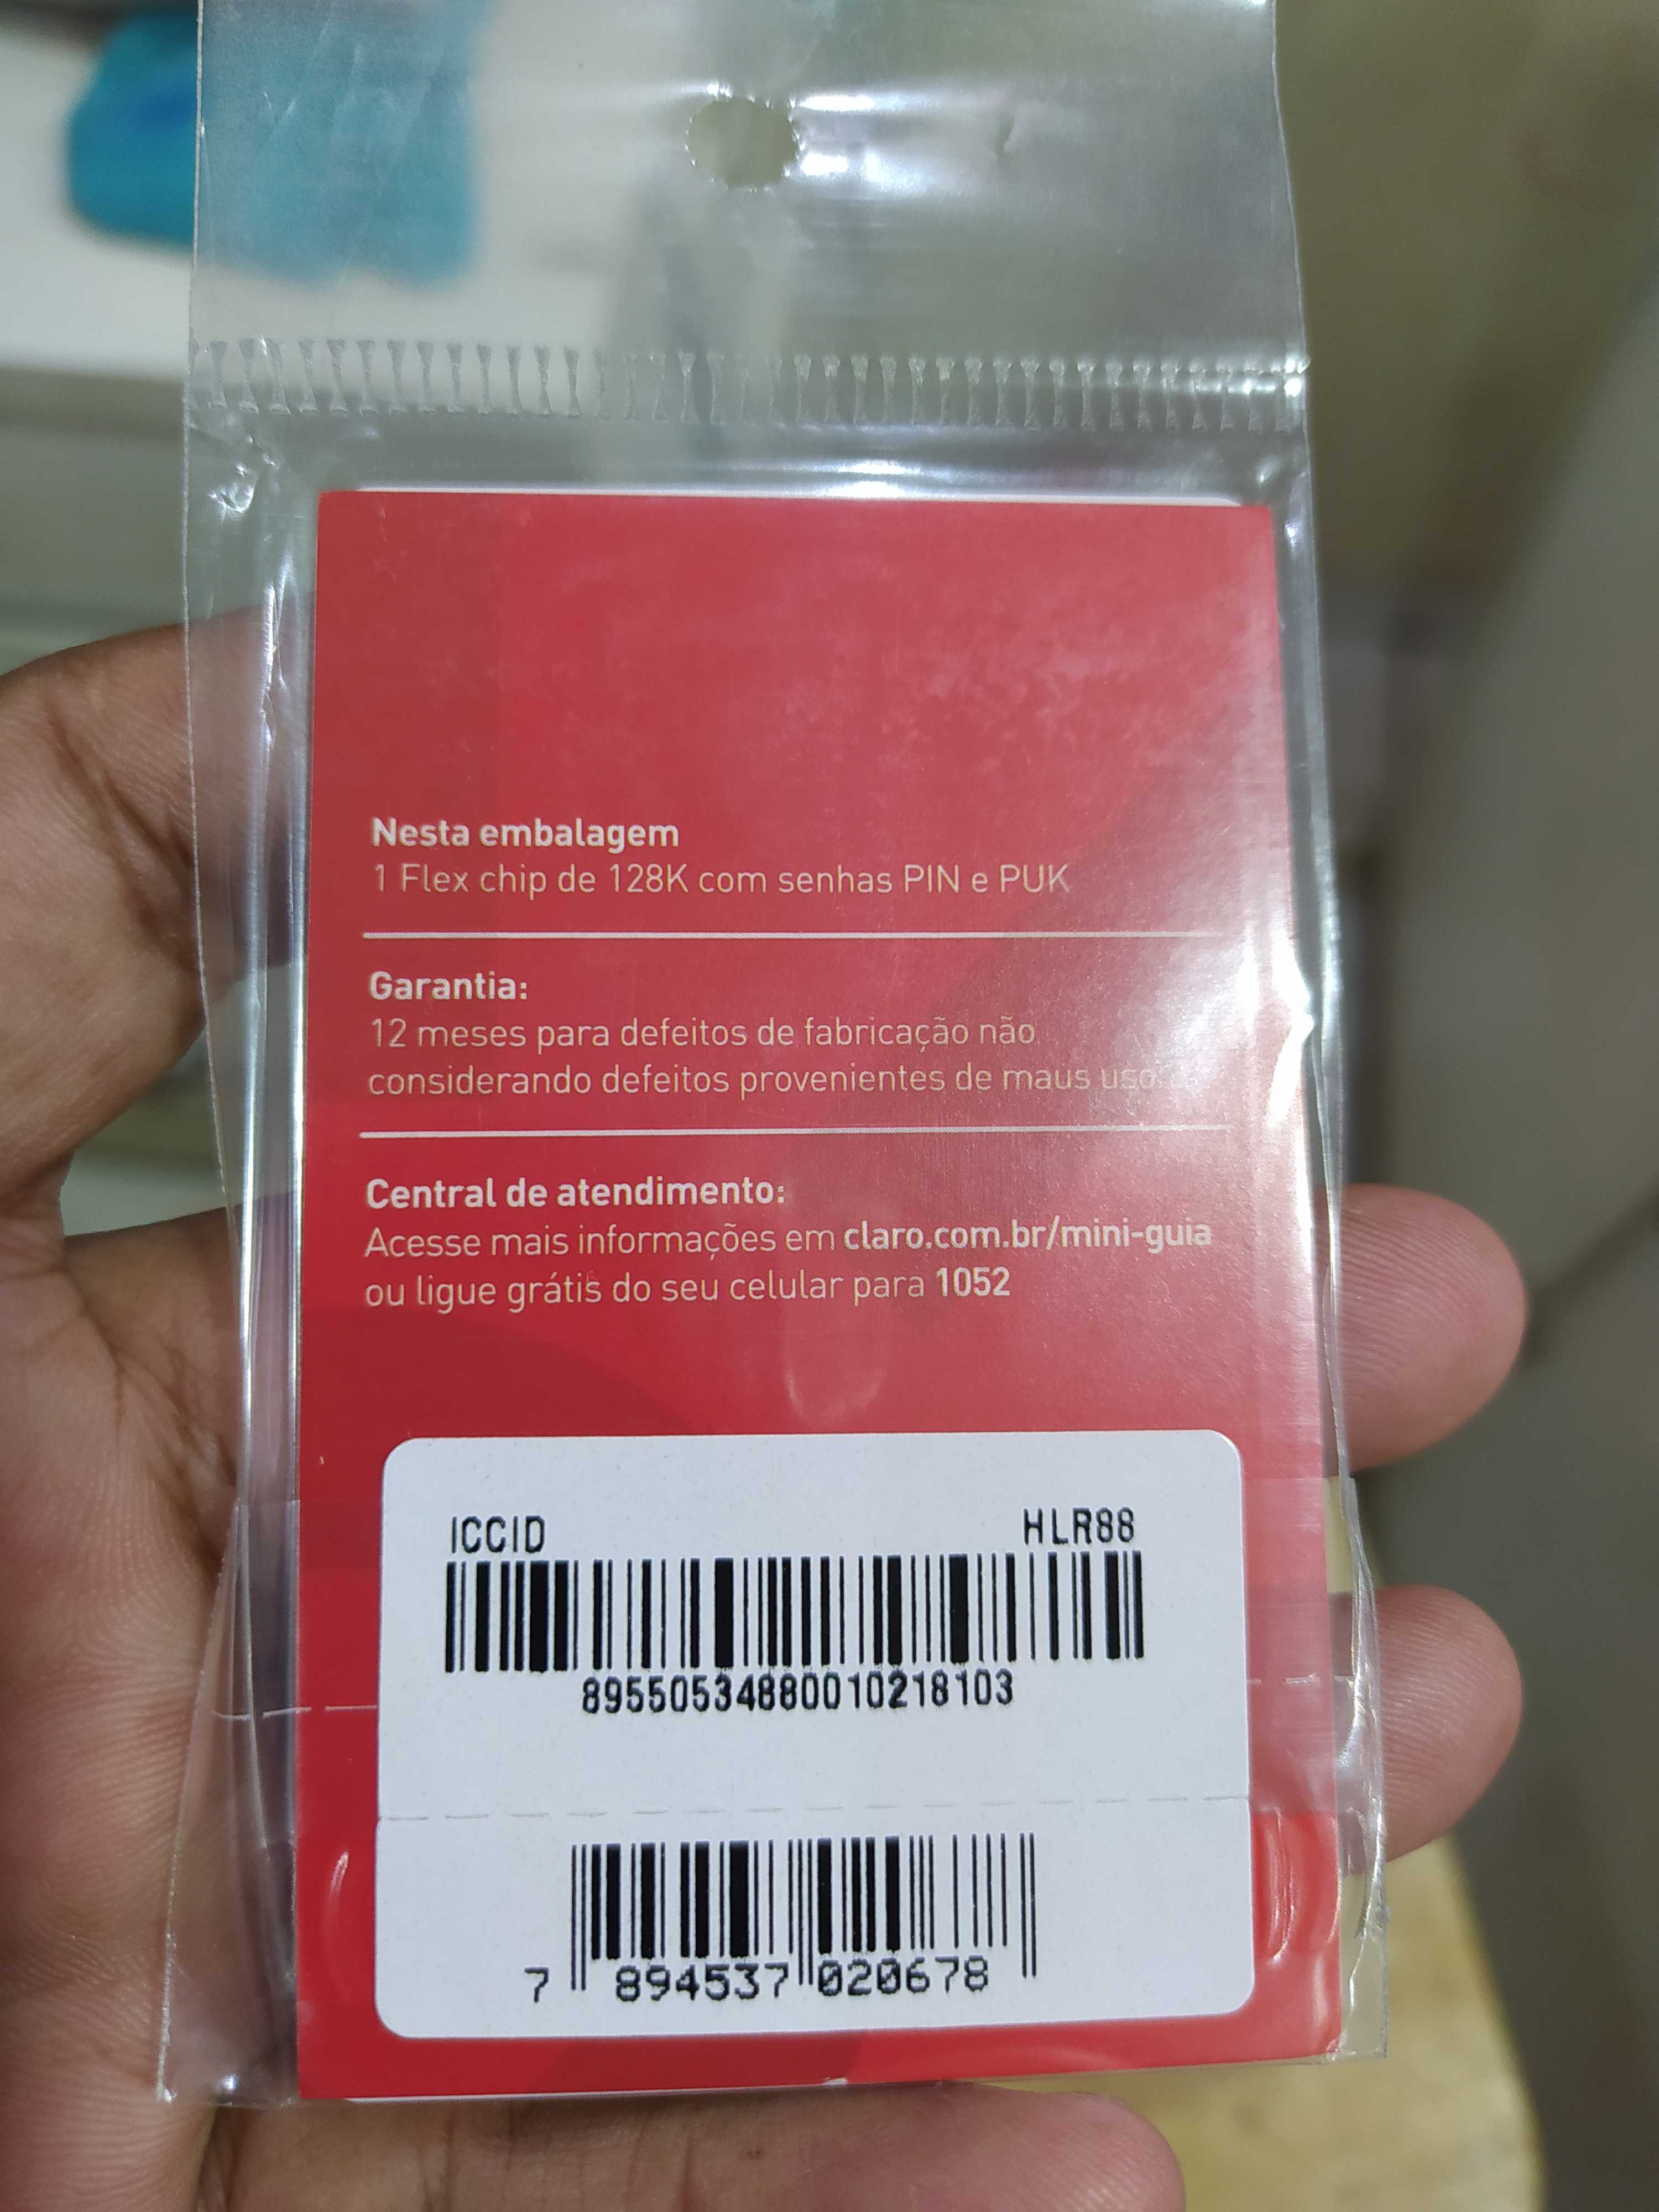 Nesta embalagem
1 Flex chip de 128K com senhas PIN e PUK
Garantia:
12 meses para defeitos de fabricação não
considerando defeitos provenientes de maus uso.
Central de atendimento:
Acesse mais informações em claro.com.br/mini-guia
ou ligue grátis do seu celular para 1052
ICCID HLR88
89550534880010218103
7 894537 020678